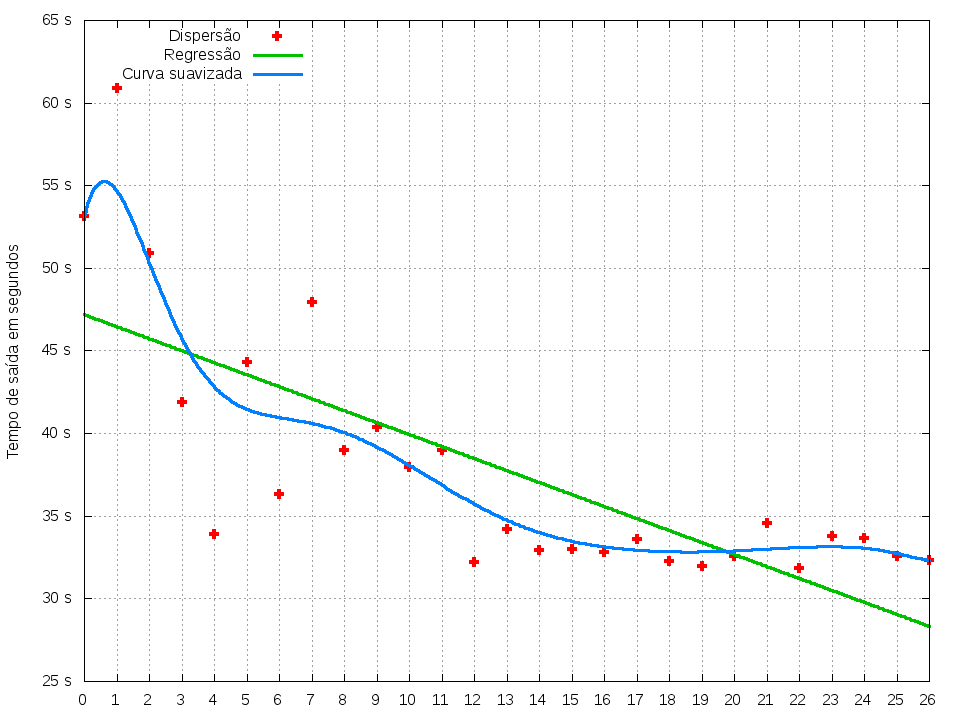 65 s
60 s
55 s
50 s
45 s
40 s
35 s
30 s
25 s
Dispersão
Regressão
Curva suavizada
Tempo de saída em segundos
0 1 2 3 4 5 6 7 8 9 10 11 12 13 14 15 16 17 18 19 20 21 22 23 24 25 26